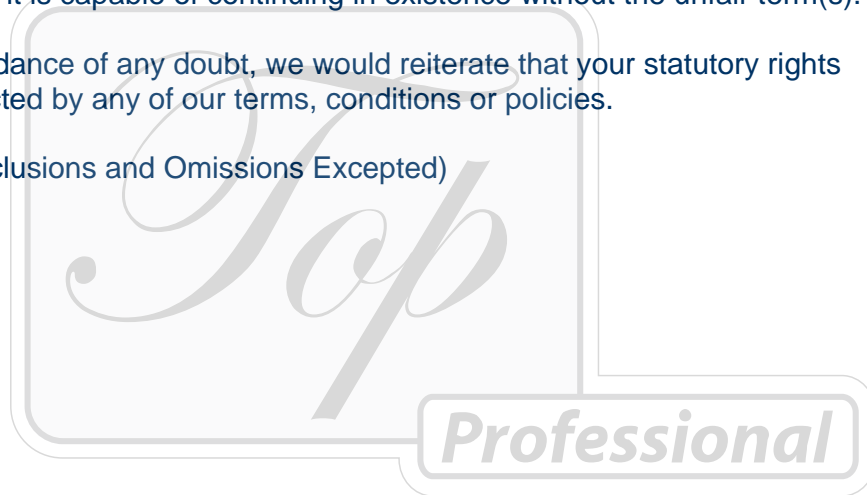 it is capable of continuing in existence without the unfair term(s).
dance of any doubt, we would reiterate that your statutory rights
cted by any of our terms, conditions or policies.
clusions and Omissions Excepted)
Top
Professional